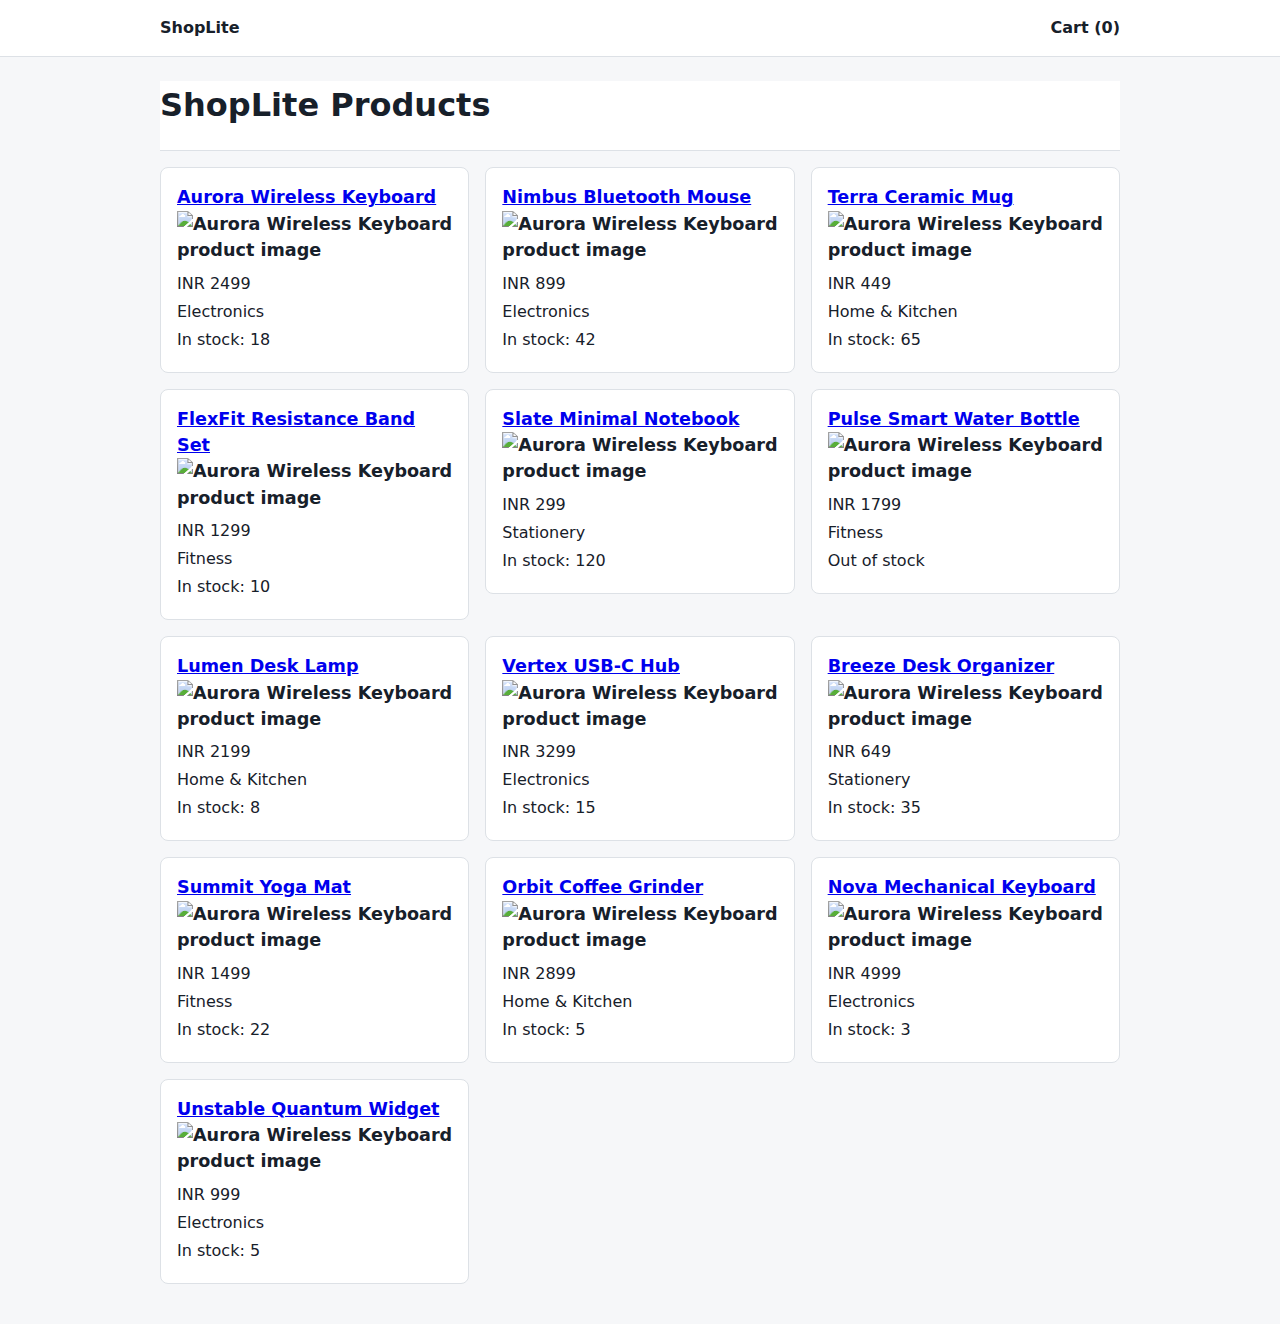 ShopLite
Cart (0)
ShopLite Products
Aurora Wireless Keyboard
Aurora Wireless Keyboard
product image
INR 2499
Electronics
In stock: 18
Nimbus Bluetooth Mouse
Aurora Wireless Keyboard
product image
INR 899
Electronics
In stock: 42
Terra Ceramic Mug
Aurora Wireless Keyboard
product image
INR 449
Home & Kitchen
In stock: 65
FlexFit Resistance Band
Set
Aurora Wireless Keyboard
product image
INR 1299
Fitness
In stock: 10
Slate Minimal Notebook
Aurora Wireless Keyboard
product image
INR 299
Stationery
In stock: 120
Pulse Smart Water Bottle
Aurora Wireless Keyboard
product image
INR 1799
Fitness
Out of stock
Lumen Desk Lamp
Aurora Wireless Keyboard
product image
INR 2199
Home & Kitchen
In stock: 8
Vertex USB-C Hub
Aurora Wireless Keyboard
product image
INR 3299
Electronics
In stock: 15
Breeze Desk Organizer
Aurora Wireless Keyboard
product image
INR 649
Stationery
In stock: 35
Summit Yoga Mat
Aurora Wireless Keyboard
product image
INR 1499
Fitness
In stock: 22
Orbit Coffee Grinder
Aurora Wireless Keyboard
product image
INR 2899
Home & Kitchen
In stock: 5
Nova Mechanical Keyboard
Aurora Wireless Keyboard
product image
INR 4999
Electronics
In stock: 3
Unstable Quantum Widget
Aurora Wireless Keyboard
product image
INR 999
Electronics
In stock: 5